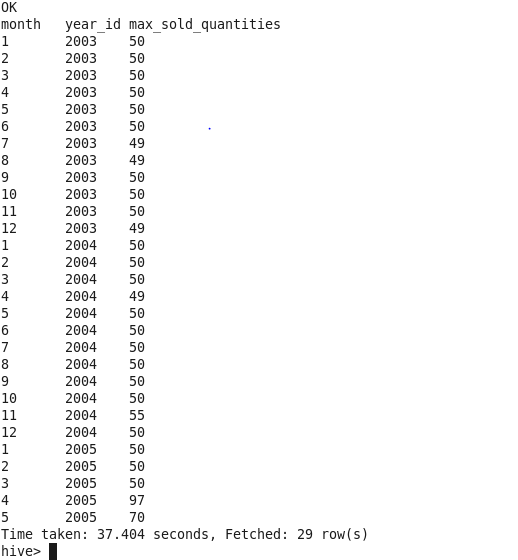 OK
month year_id max_sold_quantities
1 2003 50
2 2003 50
3 2003 50
4 2003 50
5 2003 50
6 2003 50
7 2003 49
8 2003 49
9 2003 50
10 2003 50
11 2003 50
12 2003 49
1 2004 50
2 2004 50
3 2004 50
4 2004 49
5 2004 50
6 2004 50
7 2004 50
8 2004 50
9 2004 50
10 2004 50
11 2004 55
12 2004 50
1 2005 50
2 2005 50
3 2005 50
4 2005 97
5 2005 70
Time taken: 37.404 seconds, Fetched: 29 row(s)
hive>